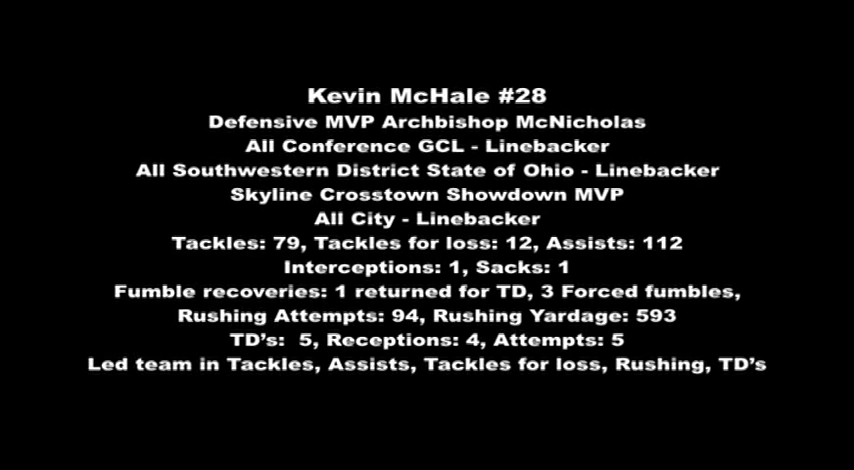 Kevin McHale #28
Defensive MVP Archbishop McNicholas
All Conference GCL - Linebacker
All Southwestern District State of Ohio - Linebacker
Skyline Crosstown Showdown MVP
All City - Linebacker
Tackles: 79, Tackles for loss: 12, Assists: 112
Interceptions: 1, Sacks: 1
Fumble recoveries: 1 returned for TD, 3 Forced fumbles,
Rushing Attempts: 94, Rushing Yardage: 593
TD’s:  5, Receptions: 4, Attempts: 5
Led team in Tackles, Assists, Tackles for loss, Rushing, TD’s